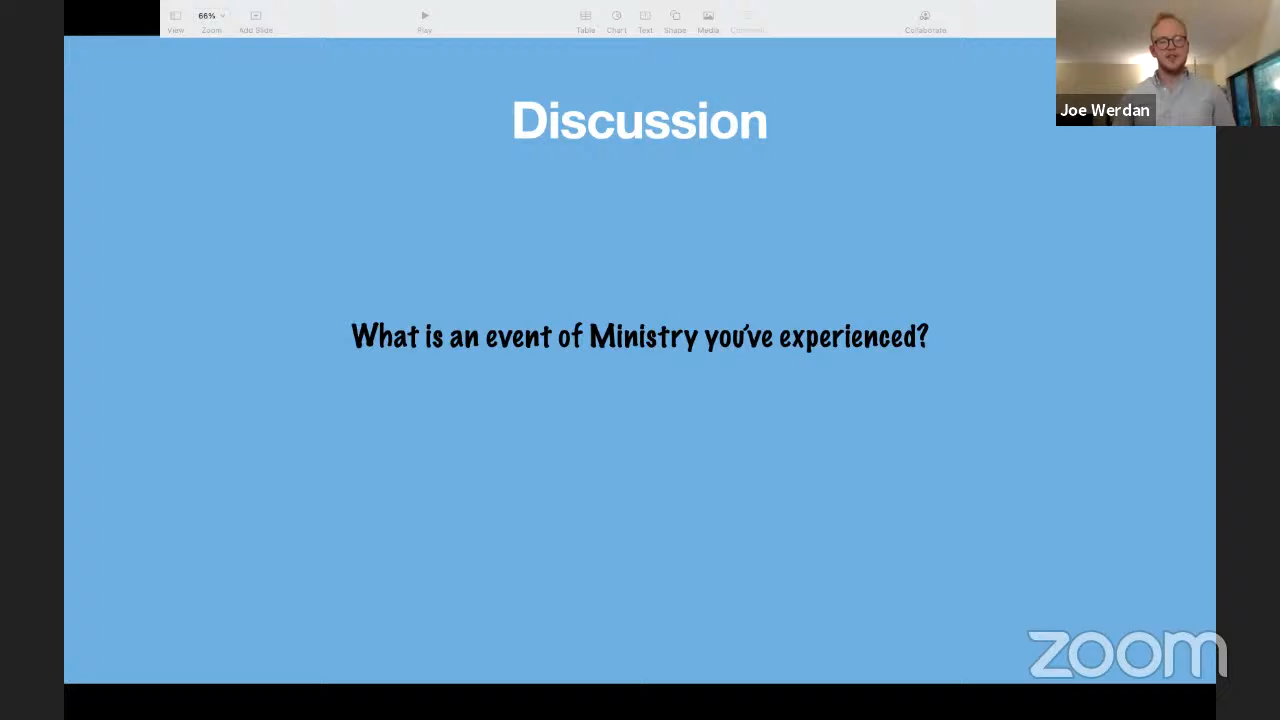 66%
View
Zoom
Add Slide
Play
Table
Chart
Text
Shape
Media
Comment
Collaborate
Joe Werdan
Discussion
What is an event of Ministry you've experienced?
zoom